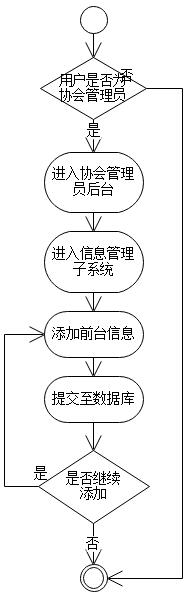 用户是否为
否
协会管理员
是
进入协会管理
员后台
进入信息管理
子系统
添加前台信息
提交至数据库
是
是否继续
添加
否